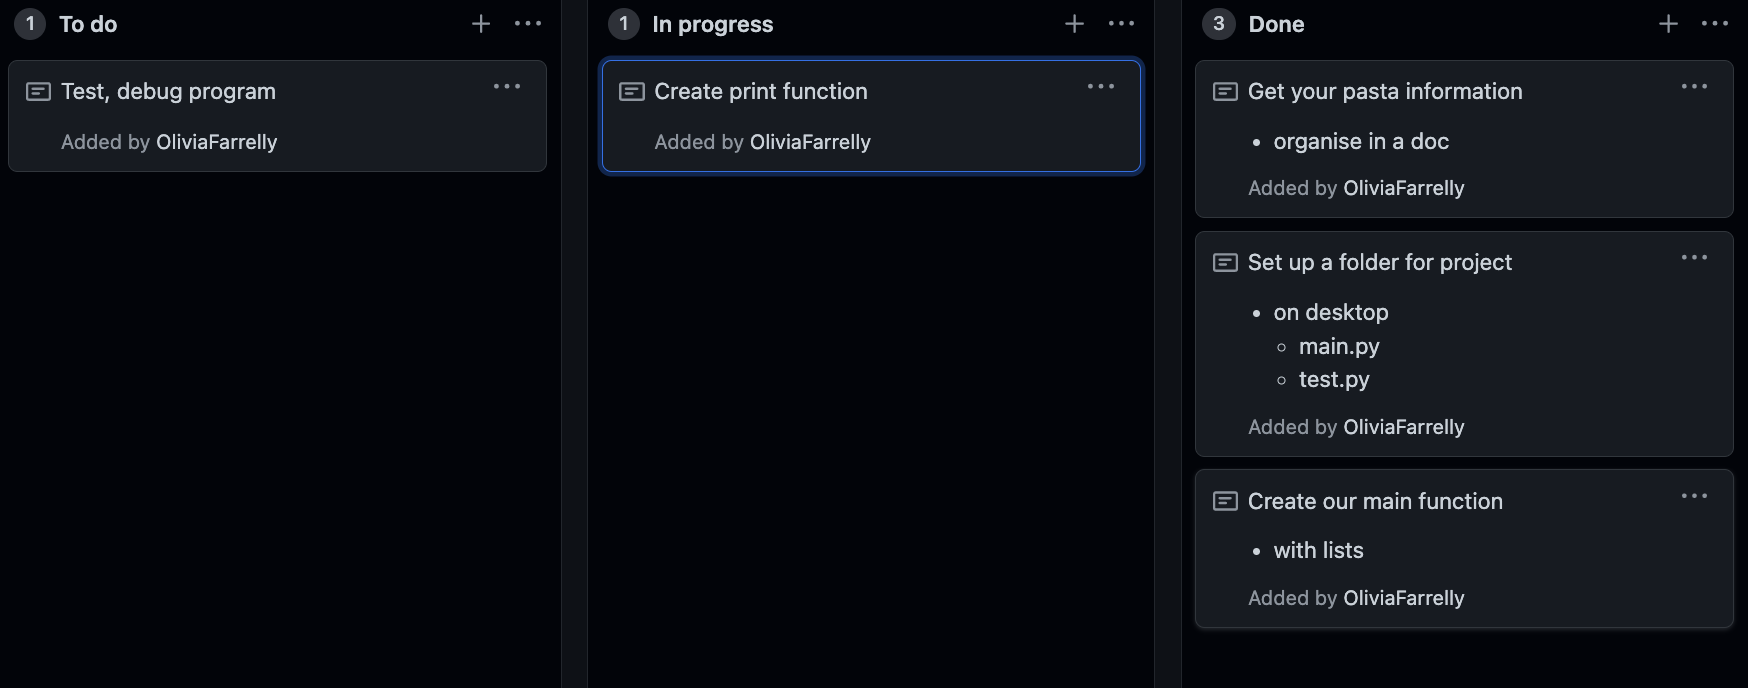 1 To do
Test, debug program
Added by OliviaFarrelly
1 In progress
Create print function
Added by OliviaFarrelly
3 Done
Get your pasta information
• organise in a doc
Added by OliviaFarrelly
Set up a folder for project
• on desktop
○ main.py
○ test.py
Added by OliviaFarrelly
Create our main function
• with lists
Added by OliviaFarrelly